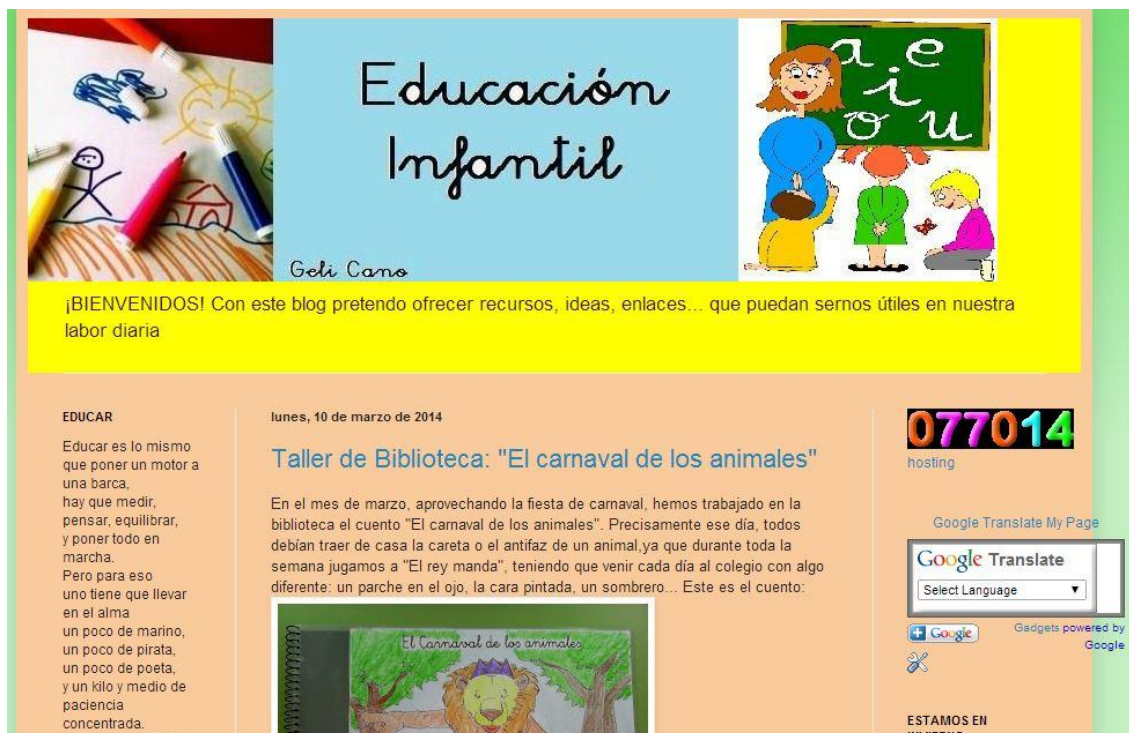 Educación
Infantil
Geli Cano
a e
i
o u
¡BIENVENIDOS! Con este blog pretendo ofrecer recursos, ideas, enlaces... que puedan sernos útiles en nuestra
labor diaria
EDUCAR
Educar es lo mismo
que poner un motor a
una barca,
hay que medir,
pensar, equilibrar,
y poner todo en
marcha.
Pero para eso
uno tiene que llevar
en el alma
un poco de marino,
un poco de pirata,
un poco de poeta,
y un kilo y medio de
paciencia
concentrada.
lunes, 10 de marzo de 2014
Taller de Biblioteca: "El carnaval de los animales"
En el mes de marzo, aprovechando la fiesta de carnaval, hemos trabajado en la
biblioteca el cuento "El carnaval de los animales". Precisamente ese día, todos
debían traer de casa la careta o el antifaz de un animal,ya que durante toda la
semana jugamos a "El rey manda", teniendo que venir cada día al colegio con algo
diferente: un parche en el ojo, la cara pintada, un sombrero... Este es el cuento:
El Carnaval de los animales
077014
hosting
Google Translate My Page
Google Translate
Select Language
Google
Gadgets powered by
Google
ESTAMOS EN